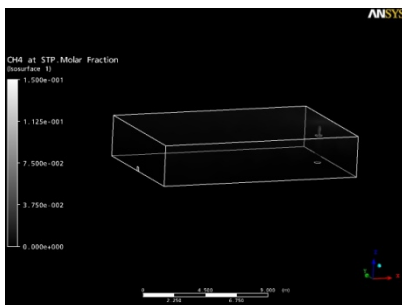 ANSYS
CH4 at STP.Molar Fraction
(Isosurface 1)
1.500e-001
1.125e-001
7.500e-002
3.750e-002
0.000e+000
0 4.500 9.000 (m)
2.250 6.750